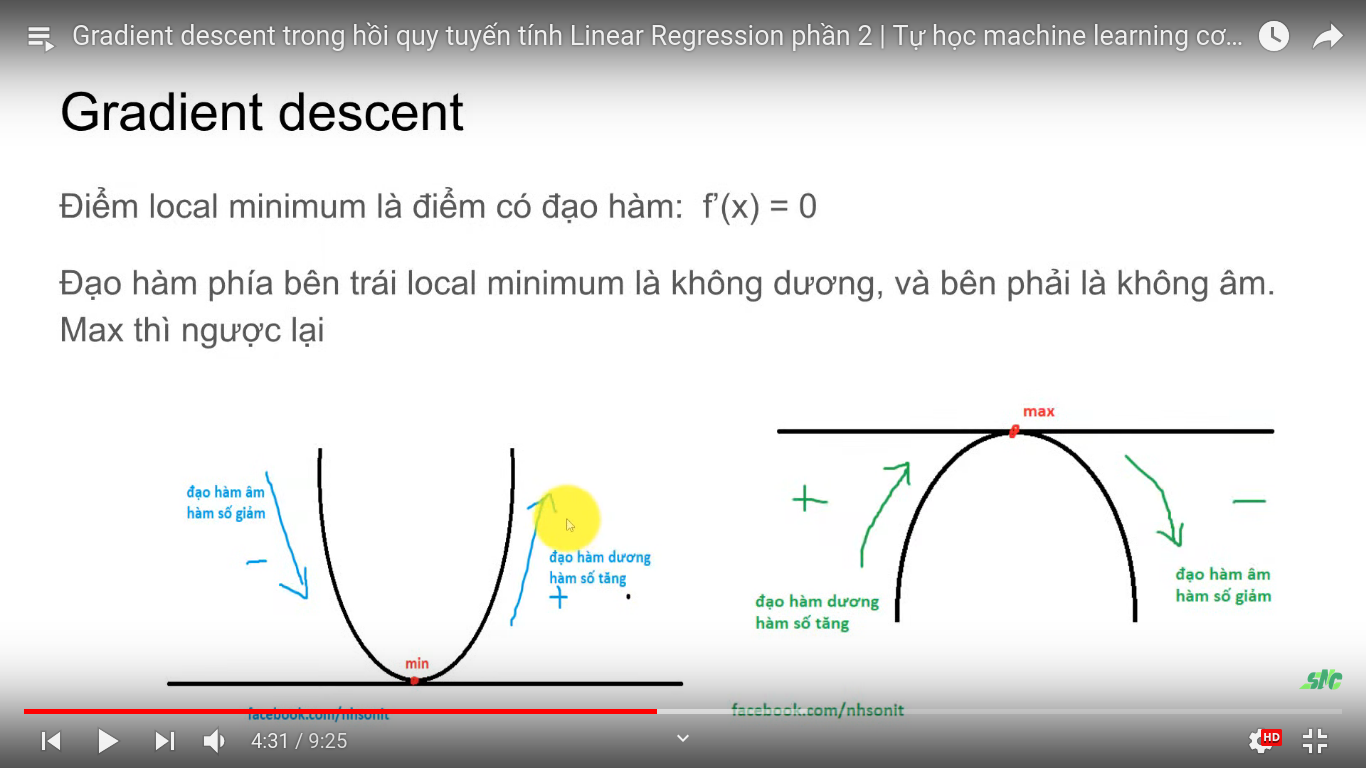 Gradient descent trong hồi quy tuyến tính Linear Regression phần 2 | Tự học machine learning cơ...
Gradient descent
Điểm local minimum là điểm có đạo hàm: f'(x) = 0
Đạo hàm phía bên trái local minimum là không dương, và bên phải là không âm.
Max thì ngược lại
đạo hàm âm
hàm số giảm
−
đạo hàm dương
hàm số tăng
+
min
facebook.com/nhsonit
max
+
−
đạo hàm dương
hàm số tăng
đạo hàm âm
hàm số giảm
facebook.com/nhsonit
SNC
4:31 / 9:25
HD